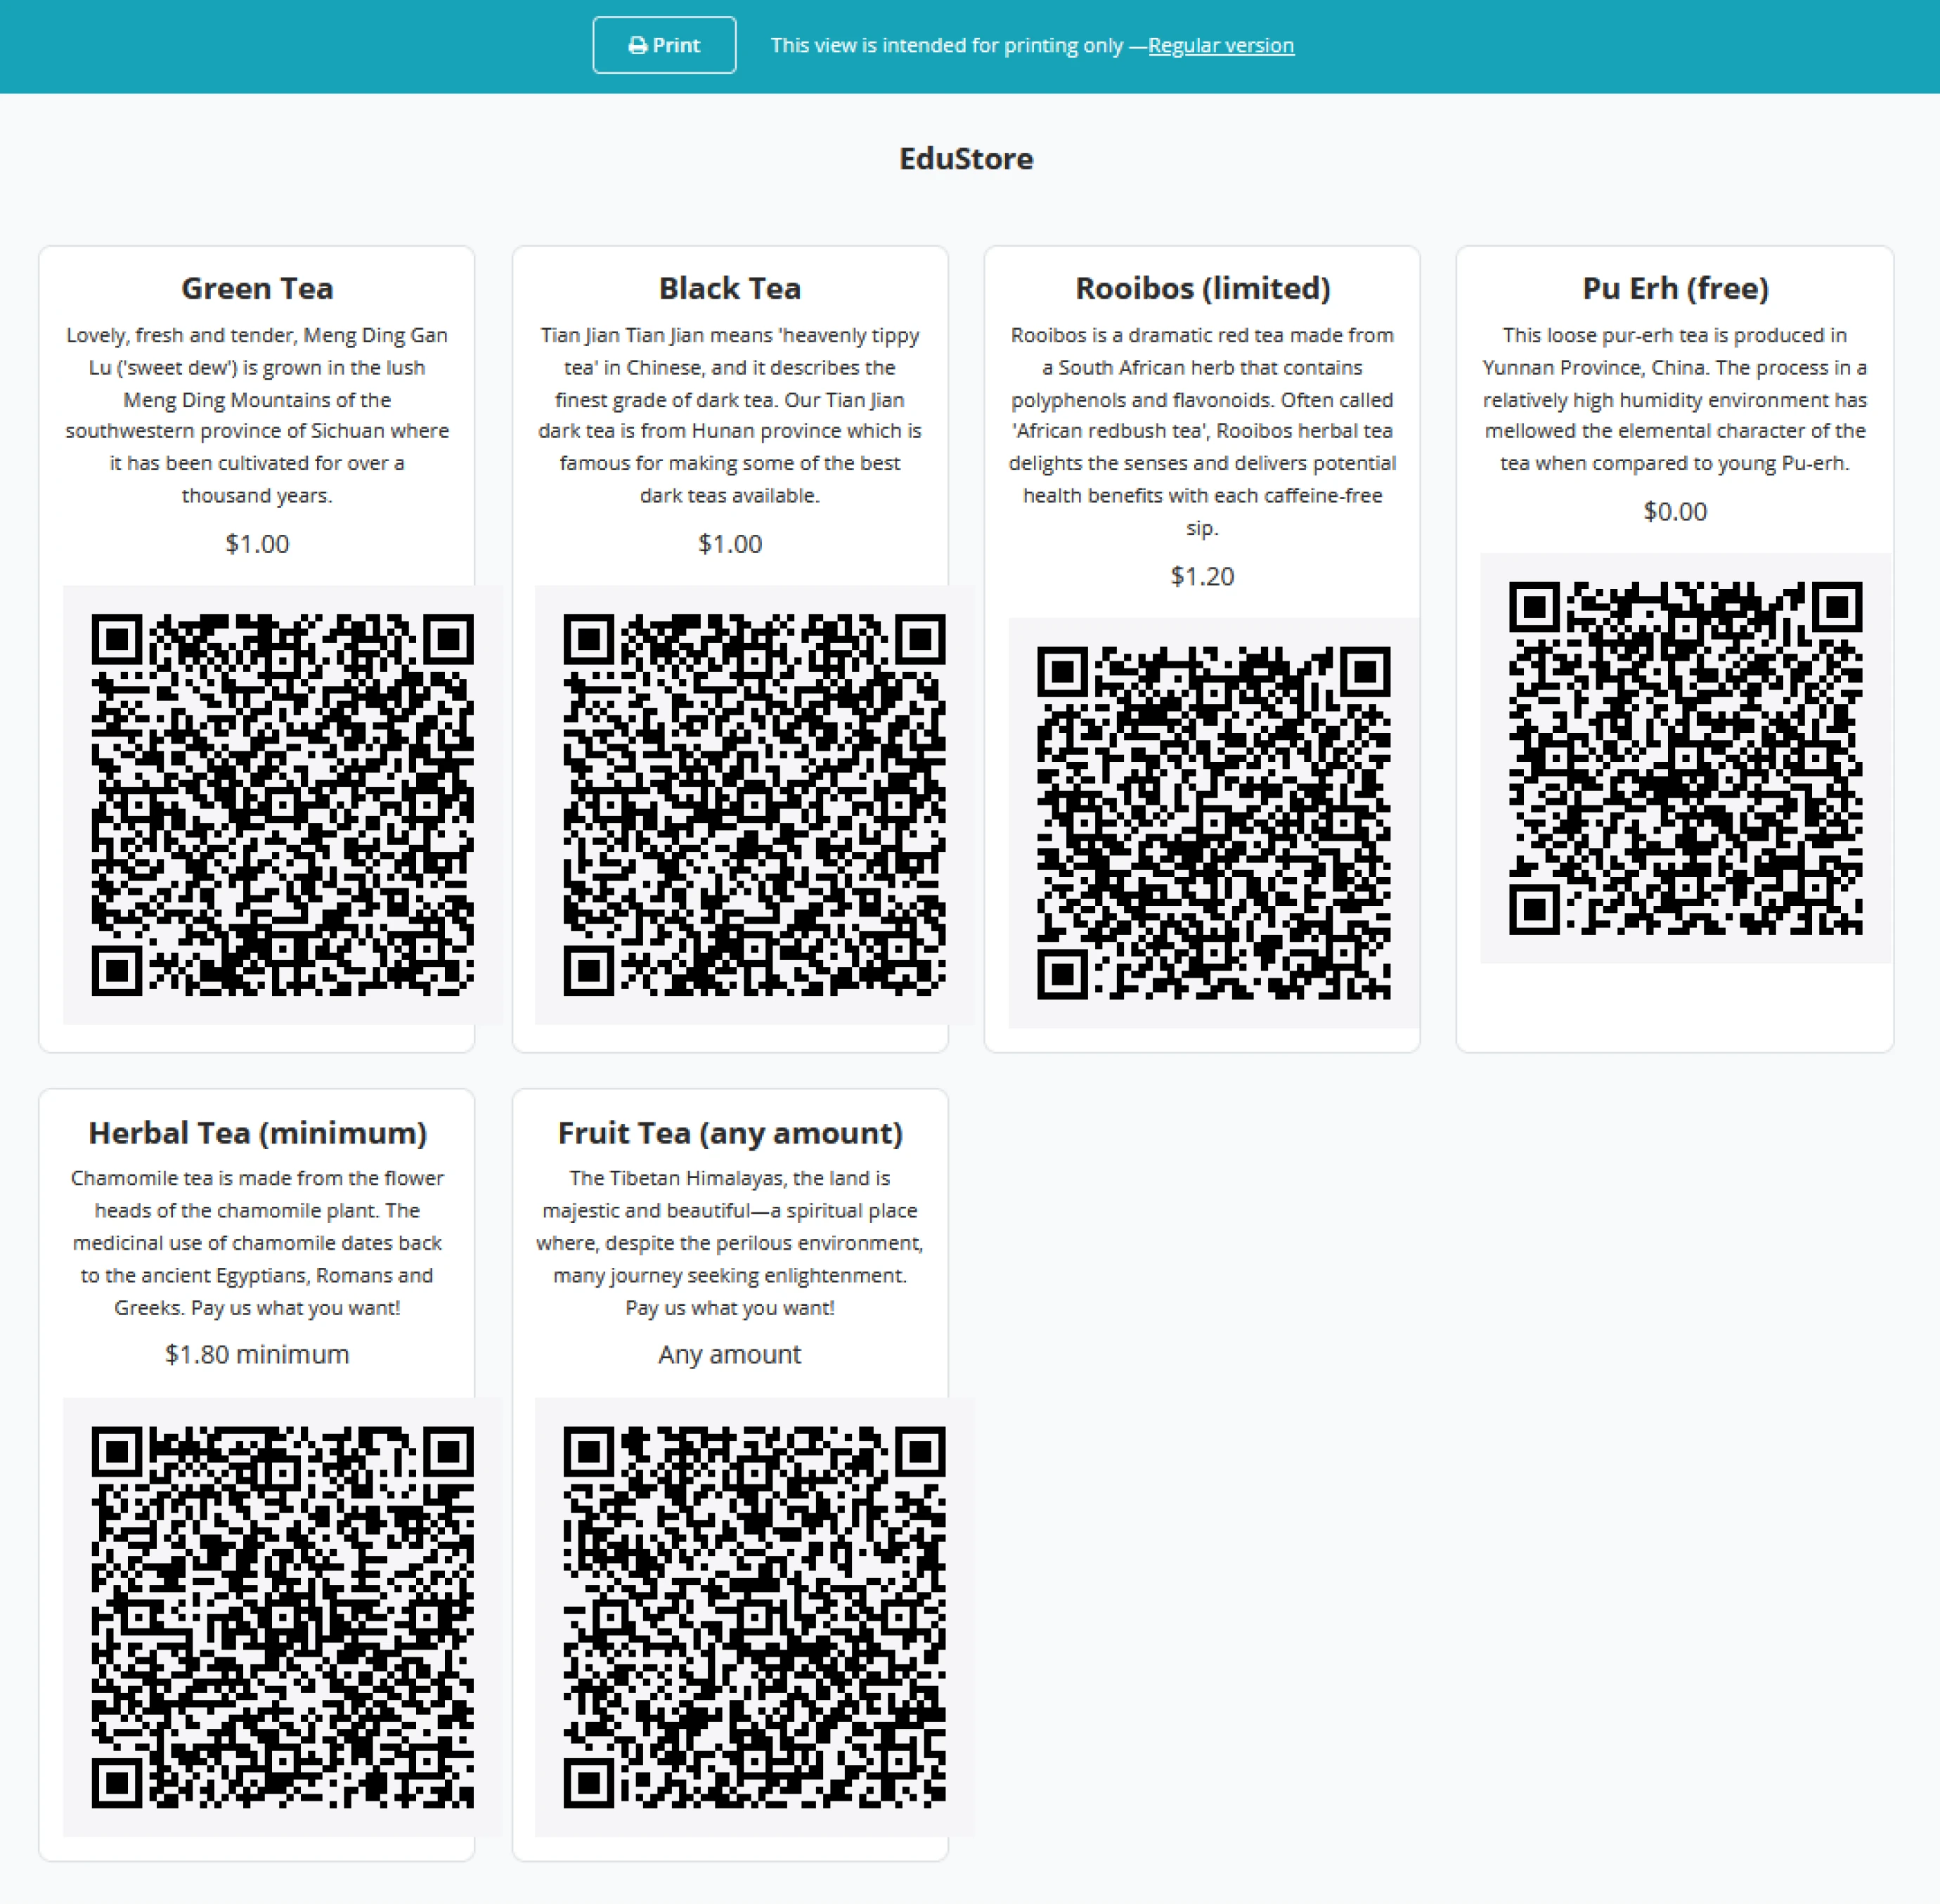 Print
This view is intended for printing only —Regular version
EduStore
Green Tea
Lovely, fresh and tender, Meng Ding Gan
Lu ('sweet dew') is grown in the lush
Meng Ding Mountains of the
southwestern province of Sichuan where
it has been cultivated for over a
thousand years.
$1.00
Black Tea
Tian Jian Tian Jian means 'heavenly tippy
tea' in Chinese, and it describes the
finest grade of dark tea. Our Tian Jian
dark tea is from Hunan province which is
famous for making some of the best
dark teas available.
$1.00
Rooibos (limited)
Rooibos is a dramatic red tea made from
a South African herb that contains
polyphenols and flavonoids. Often called
'African redbush tea', Rooibos herbal tea
delights the senses and delivers potential
health benefits with each caffeine-free
sip.
$1.20
Pu Erh (free)
This loose pur-erh tea is produced in
Yunnan Province, China. The process in a
relatively high humidity environment has
mellowed the elemental character of the
tea when compared to young Pu-erh.
$0.00
Herbal Tea (minimum)
Chamomile tea is made from the flower
heads of the chamomile plant. The
medicinal use of chamomile dates back
to the ancient Egyptians, Romans and
Greeks. Pay us what you want!
$1.80 minimum
Fruit Tea (any amount)
The Tibetan Himalayas, the land is
majestic and beautiful—a spiritual place
where, despite the perilous environment,
many journey seeking enlightenment.
Pay us what you want!
Any amount